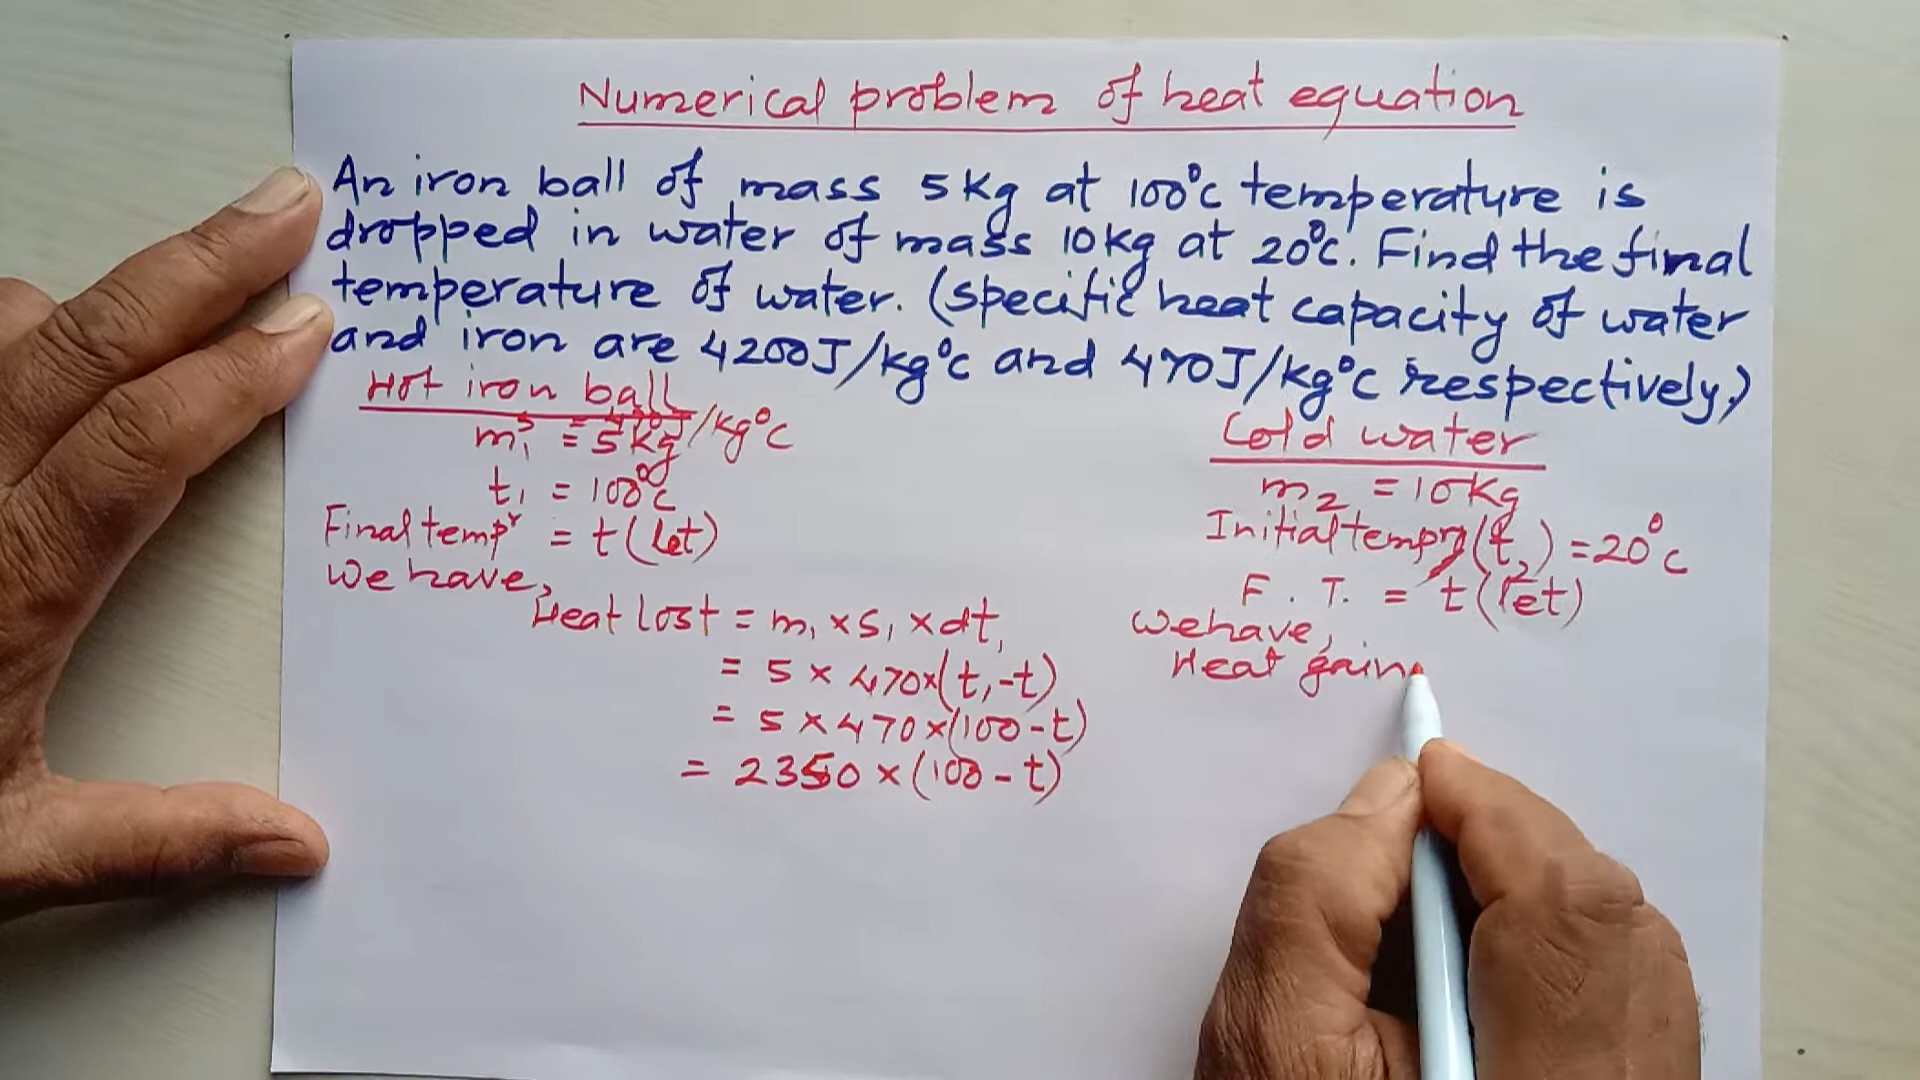 Numerical problem of heat equation
An iron ball of mass 5kg at 100°c temperature is
dropped in water of mass 10kg at 20°c. Find the final
temperature of water. (specific heat capacity of water
and iron are 4200J/kg°c and 470J/kg°c respectively.)
Hot iron ball
m₁ = 5kg /kg°c
t₁ = 100°c
Final tempʳ = t (let)
We have,
Heat lost = m₁ × s₁ × dt₁
= 5 × 470×(t₁-t)
= 5 × 470×(100-t)
= 2350 × (100-t)
Cold water
m₂ = 10kg
Initial tempr (t₂) = 20°c
F. T. = t (let)
We have,
Heat gain